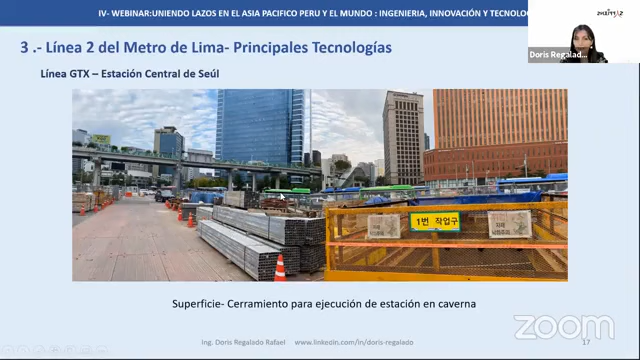 IV- WEBINAR:UNIENDO LAZOS EN EL ASIA PACIFICO PERU Y EL MUNDO : INGENIERIA, INNOVACIÓN Y TECNOLOG
3 .- Línea 2 del Metro de Lima- Principales Tecnologías
Doris Regalad...
Línea GTX – Estación Central de Seúl
1번 작업구
Superficie- Cerramiento para ejecución de estación en caverna
Ing. Doris Regalado Rafael www.linkedin.com/in/doris-regalado
17
zoom